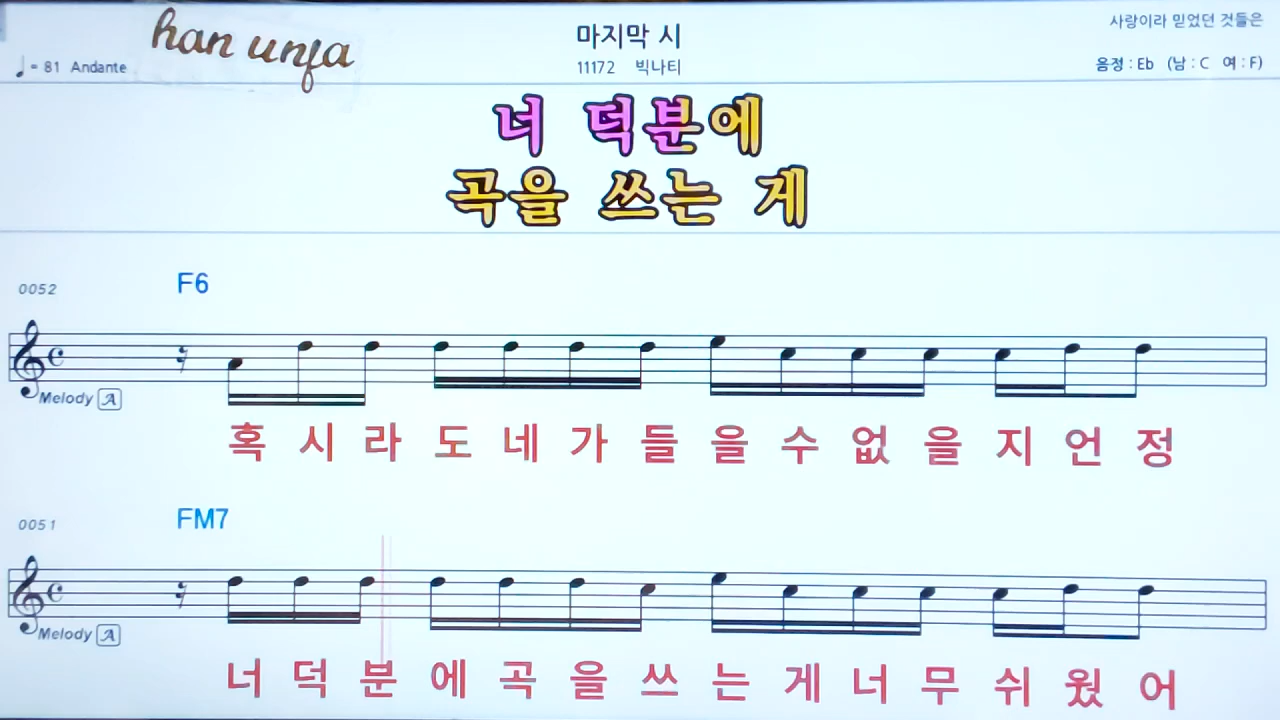 han unfa
마지막 시
사랑이라 믿었던 것들은
♩= 81 Andante
11172 빅나티
음정 : Eb (남 : C 여 : F)
너 덕분에
곡을 쓰는 게
0052
F6
Melody A
혹 시 라 도 네 가 들 을 수 없 을 지 언 정
0051
FM7
Melody A
너 덕 분 에 곡 을 쓰 는 게 너 무 쉬 웠 어